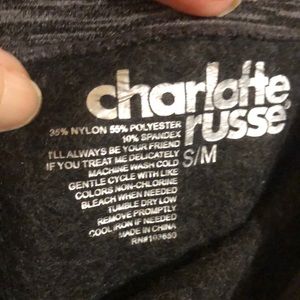 charlotte
russe
S/M
35% NYLON 55% POLYESTER
10% SPANDEX
I'LL ALWAYS BE YOUR FRIEND
IF YOU TREAT ME DELICATELY
MACHINE WASH COLD
GENTLE CYCLE WITH LIKE
COLORS NON-CHLORINE
BLEACH WHEN NEEDED
TUMBLE DRY LOW
REMOVE PROMPTLY
COOL IRON IF NEEDED
MADE IN CHINA
RN#103650